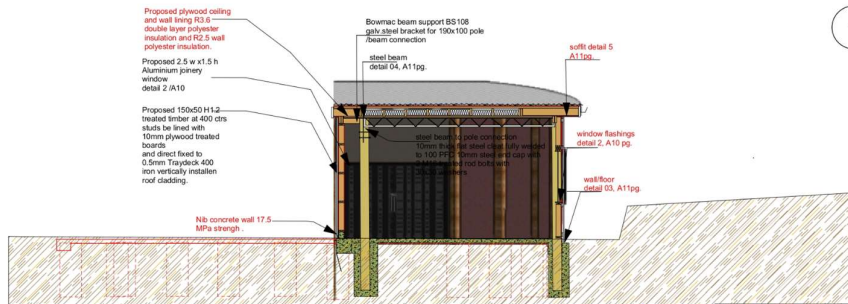 Proposed plywood ceiling
and wall lining R3.6
double layer polyester
insulation and R2.5 wall
polyester insulation.
Proposed 2.5 w x1.5 h
Aluminium joinery
window
detail 2 /A10
Proposed 150x50 H1.2
treated timber at 400 ctrs
studs be lined with
10mm plywood treated
boards
and direct fixed to
0.5mm Traydeck 400
iron vertically installen
roof cladding.
Nib concrete wall 17.5
MPa strengh .
Bowmac beam support BS108
galv.steel bracket for 190x100 pole
/beam connection
steel beam
detail 04, A11pg.
steel beam to pole connection
10mm thick flat steel cleat fully welded
to 100 PFC 10mm steel end cap with
rod bolts with
washers
soffit detail 5
A11pg.
window flashings
detail 2, A10 pg.
wall/floor
detail 03, A11pg.